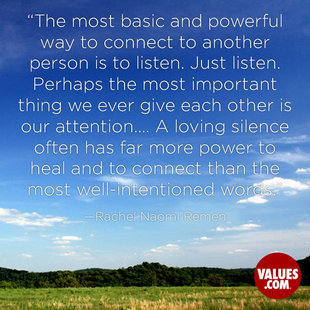 “The most basic and powerful
way to connect to another
person is to listen. Just listen.
Perhaps the most important
thing we ever give each other is
our attention.... A loving silence
often has far more power to
heal and to connect than the
most well-intentioned words.”
—Rachel Naomi Remen
VALUES
.COM